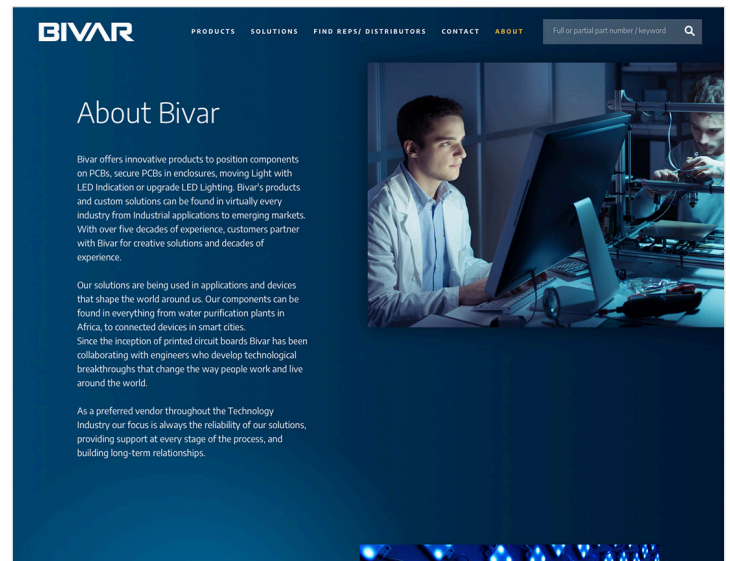 BIVAR
PRODUCTS
SOLUTIONS
FIND REPS/ DISTRIBUTORS
CONTACT
ABOUT
Full or partial part number / keyword
About Bivar
Bivar offers innovative products to position components
on PCBs, secure PCBs in enclosures, moving Light with
LED Indication or upgrade LED Lighting. Bivar's products
and custom solutions can be found in virtually every
industry from Industrial applications to emerging markets.
With over five decades of experience, customers partner
with Bivar for creative solutions and decades of
experience.
Our solutions are being used in applications and devices
that shape the world around us. Our components can be
found in everything from water purification plants in
Africa, to connected devices in smart cities.
Since the inception of printed circuit boards Bivar has been
collaborating with engineers who develop technological
breakthroughs that change the way people work and live
around the world.
As a preferred vendor throughout the Technology
Industry our focus is always the reliability of our solutions,
providing support at every stage of the process, and
building long-term relationships.